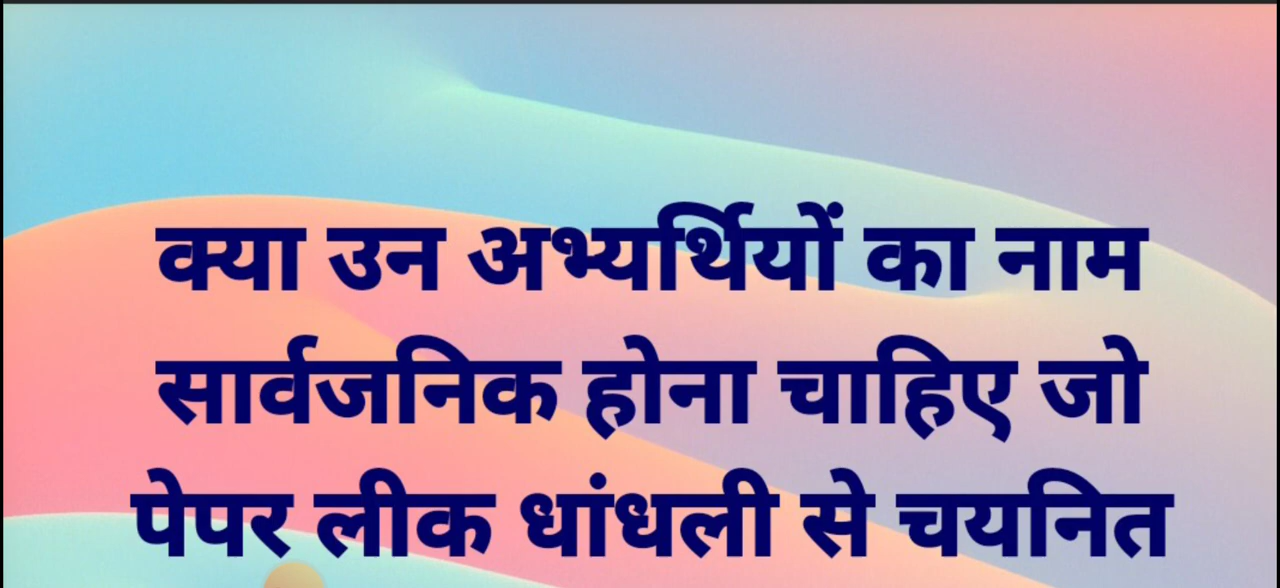 क्या उन अभ्यर्थियों का नाम
सार्वजनिक होना चाहिए जो
पेपर लीक धांधली से चयनित